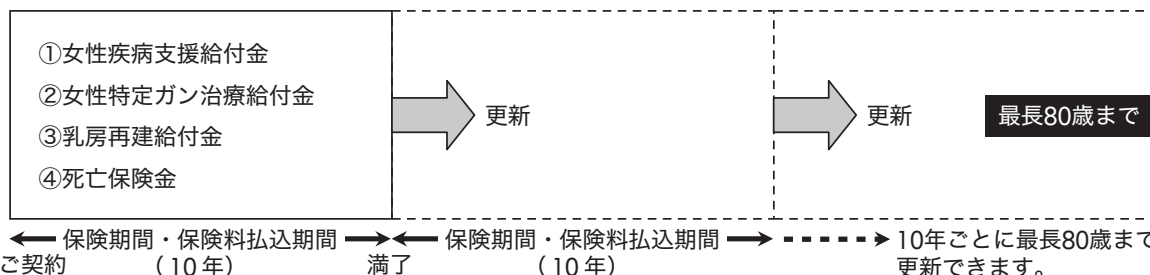 ①女性疾病支援給付金
②女性特定ガン治療給付金
③乳房再建給付金
④死亡保険金
更新
更新
最長80歳まで
保険期間・保険料払込期間
保険期間・保険料払込期間
10年ごとに最長80歳まで
ご契約
(10年)
満了
(10年)
更新できます。